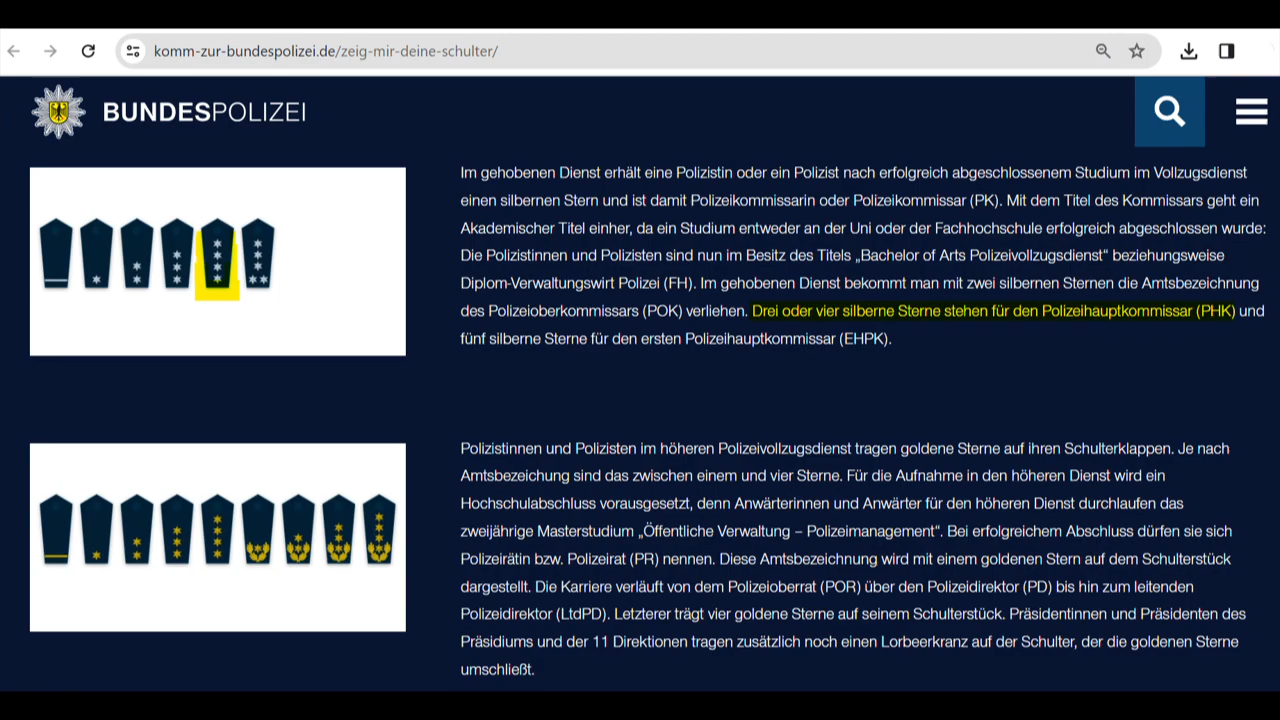 komm-zur-bundespolizei.de/zeig-mir-deine-schulter/
BUNDESPOLIZEI
Im gehobenen Dienst erhält eine Polizistin oder ein Polizist nach erfolgreich abgeschlossenem Studium im Vollzugsdienst
einen silbernen Stern und ist damit Polizeikommissarin oder Polizeikommissar (PK). Mit dem Titel des Kommissars geht ein
Akademischer Titel einher, da ein Studium entweder an der Uni oder der Fachhochschule erfolgreich abgeschlossen wurde:
Die Polizistinnen und Polizisten sind nun im Besitz des Titels „Bachelor of Arts Polizeivollzugsdienst“ beziehungsweise
Diplom-Verwaltungswirt Polizei (FH). Im gehobenen Dienst bekommt man mit zwei silbernen Sternen die Amtsbezeichnung
des Polizeioberkommissars (POK) verliehen. Drei oder vier silberne Sterne stehen für den Polizeihauptkommissar (PHK) und
fünf silberne Sterne für den ersten Polizeihauptkommissar (EHPK).
Polizistinnen und Polizisten im höheren Polizeivollzugsdienst tragen goldene Sterne auf ihren Schulterklappen. Je nach
Amtsbezeichung sind das zwischen einem und vier Sterne. Für die Aufnahme in den höheren Dienst wird ein
Hochschulabschluss vorausgesetzt, denn Anwärterinnen und Anwärter für den höheren Dienst durchlaufen das
zweijährige Masterstudium „Öffentliche Verwaltung – Polizeimanagement“. Bei erfolgreichem Abschluss dürfen sie sich
Polizeirätin bzw. Polizeirat (PR) nennen. Diese Amtsbezeichnung wird mit einem goldenen Stern auf dem Schulterstück
dargestellt. Die Karriere verläuft von dem Polizeioberrat (POR) über den Polizeidirektor (PD) bis hin zum leitenden
Polizeidirektor (LtdPD). Letzterer trägt vier goldene Sterne auf seinem Schulterstück. Präsidentinnen und Präsidenten des
Präsidiums und der 11 Direktionen tragen zusätzlich noch einen Lorbeerkranz auf der Schulter, der die goldenen Sterne
umschließt.